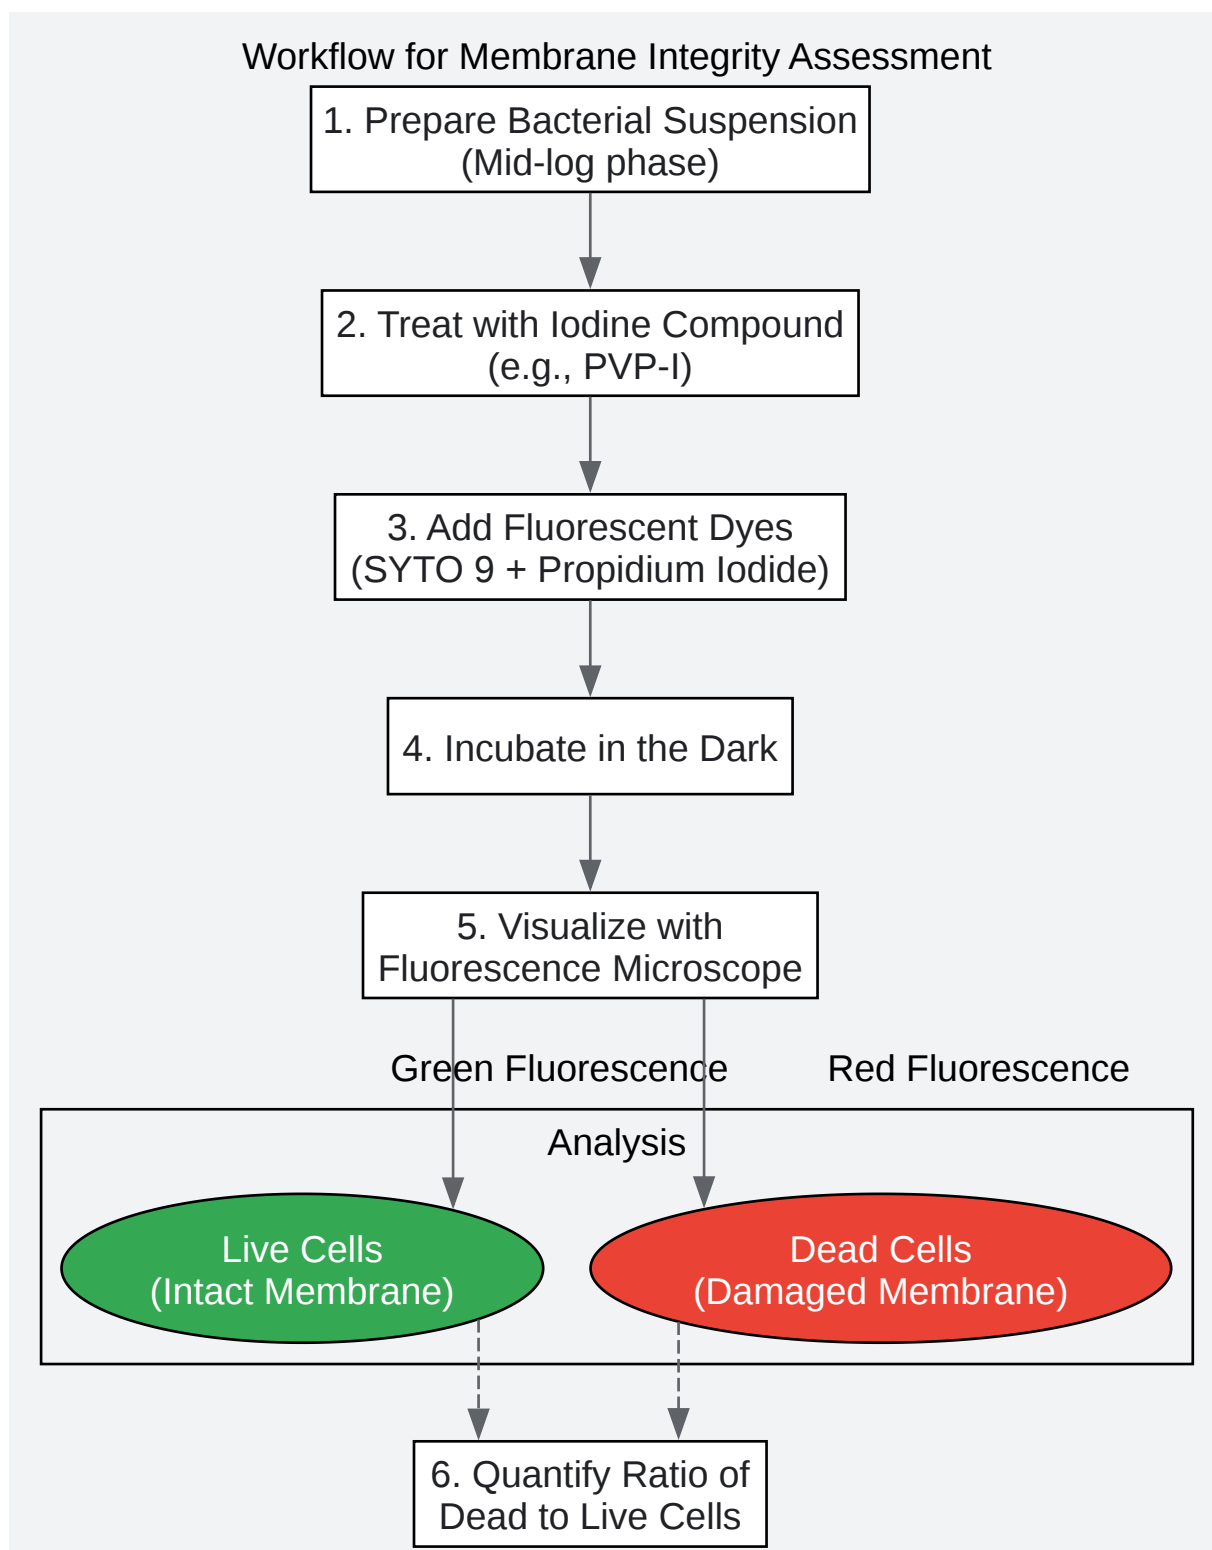 Workflow for Membrane Integrity Assessment
1. Prepare Bacterial Suspension
(Mid-log phase)
2. Treat with Iodine Compound
(e.g., PVP-I)
3. Add Fluorescent Dyes
(SYTO 9 + Propidium Iodide)
4. Incubate in the Dark
5. Visualize with
Fluorescence Microscope
Green Fluorescence
Red Fluorescence
Analysis
Live Cells
(Intact Membrane)
Dead Cells
(Damaged Membrane)
6. Quantify Ratio of
Dead to Live Cells